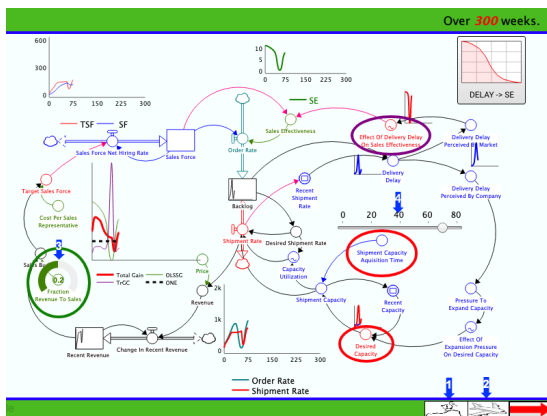 Over 300 weeks.
600
300
0
0 75 150 225 300
TSF SF
10
5
0
0 75 150 225 300
SE
DELAY -> SE
Sales Force Net Hiring Rate
Sales Force
Order Rate
Sales Effectiveness
Effect Of Delivery Delay
On Sales Effectiveness
Delivery Delay
Perceived By Market
Target Sales Force
Cost Per Sales
Representative
Backlog
Recent
Shipment
Rate
Delivery
Delay
Delivery Delay
Perceived By Company
4
0 20 40 60 80
Shipment Rate
Desired Shipment Rate
Shipment Capacity
Aquisition Time
3
Sales B
0.2
Fraction
Revenue To Sales
Total Gain OLSSG
TrGC ONE
Price
Revenue
Capacity
Utilization
Shipment Capacity
Recent
Capacity
Pressure To
Expand Capacity
2k
1k
0
0 75 150 225 300
Desired
Capacity
Effect Of
Expansion Pressure
On Desired Capacity
Recent Revenue
Change In Recent Revenue
Order Rate
Shipment Rate
1 2